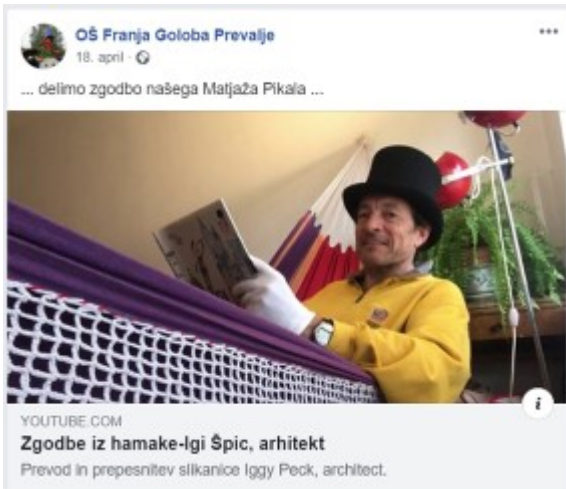 OŠ Franja Goloba Prevalje
18. april ·
... delimo zgodbo našega Matjaža Pikala ...
YOUTUBE.COM
Zgodbe iz hamake-Igi Špic, arhitekt
Prevod in prepesnitev slikanice Iggy Peck, architect.